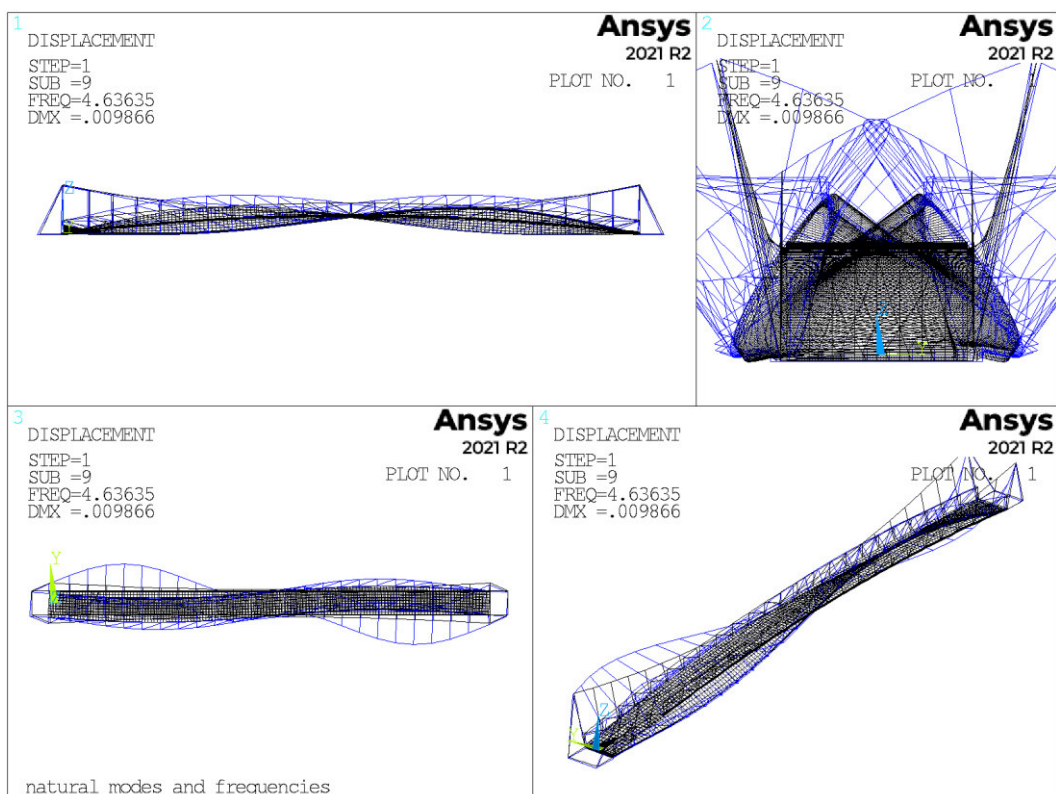 1
Ansys
2021 R2
DISPLACEMENT
STEP=1
SUB =9
FREQ=4.63635
DMX =.009866
PLOT NO. 1
Z
2
Ansys
2021 R2
DISPLACEMENT
STEP=1
SUB =9
FREQ=4.63635
DMX =.009866
PLOT NO. 1
Z
Y
3
Ansys
2021 R2
DISPLACEMENT
STEP=1
SUB =9
FREQ=4.63635
DMX =.009866
PLOT NO. 1
Y
natural modes and frequencies
4
Ansys
2021 R2
DISPLACEMENT
STEP=1
SUB =9
FREQ=4.63635
DMX =.009866
PLOT NO. 1
Z
Y